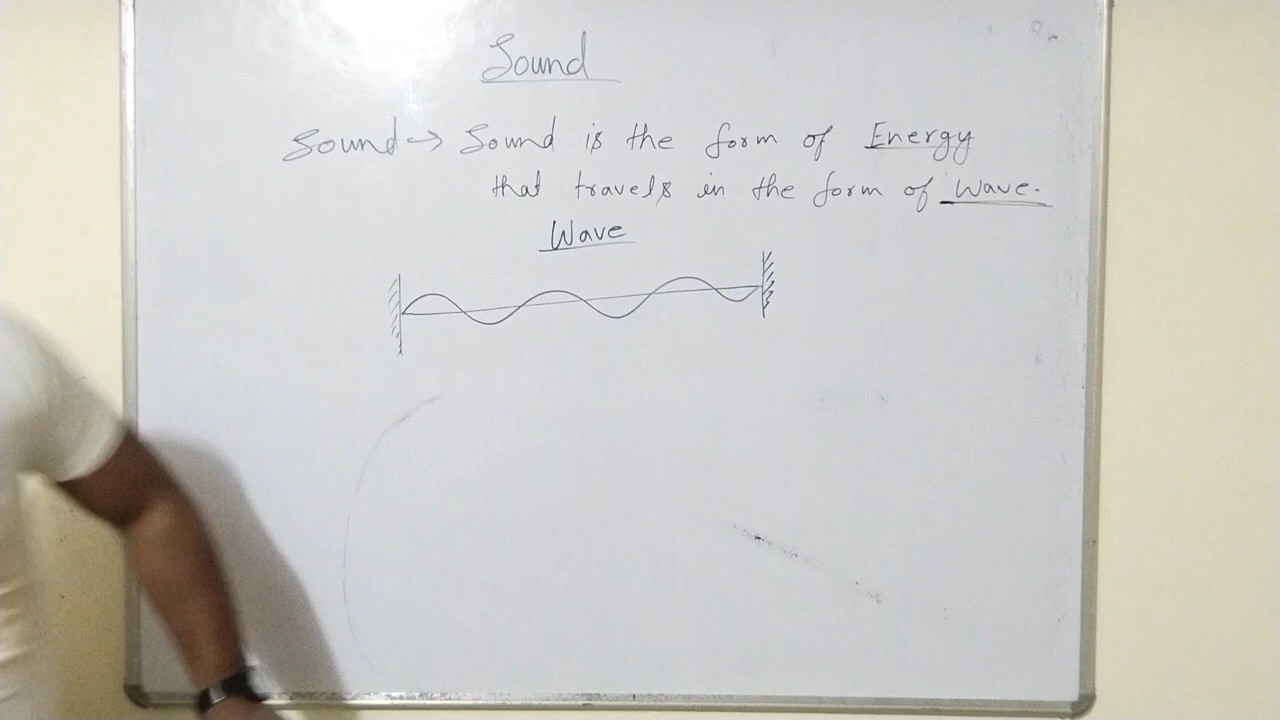 Sound
Sound → Sound is the form of Energy
that travels in the form of Wave.
Wave